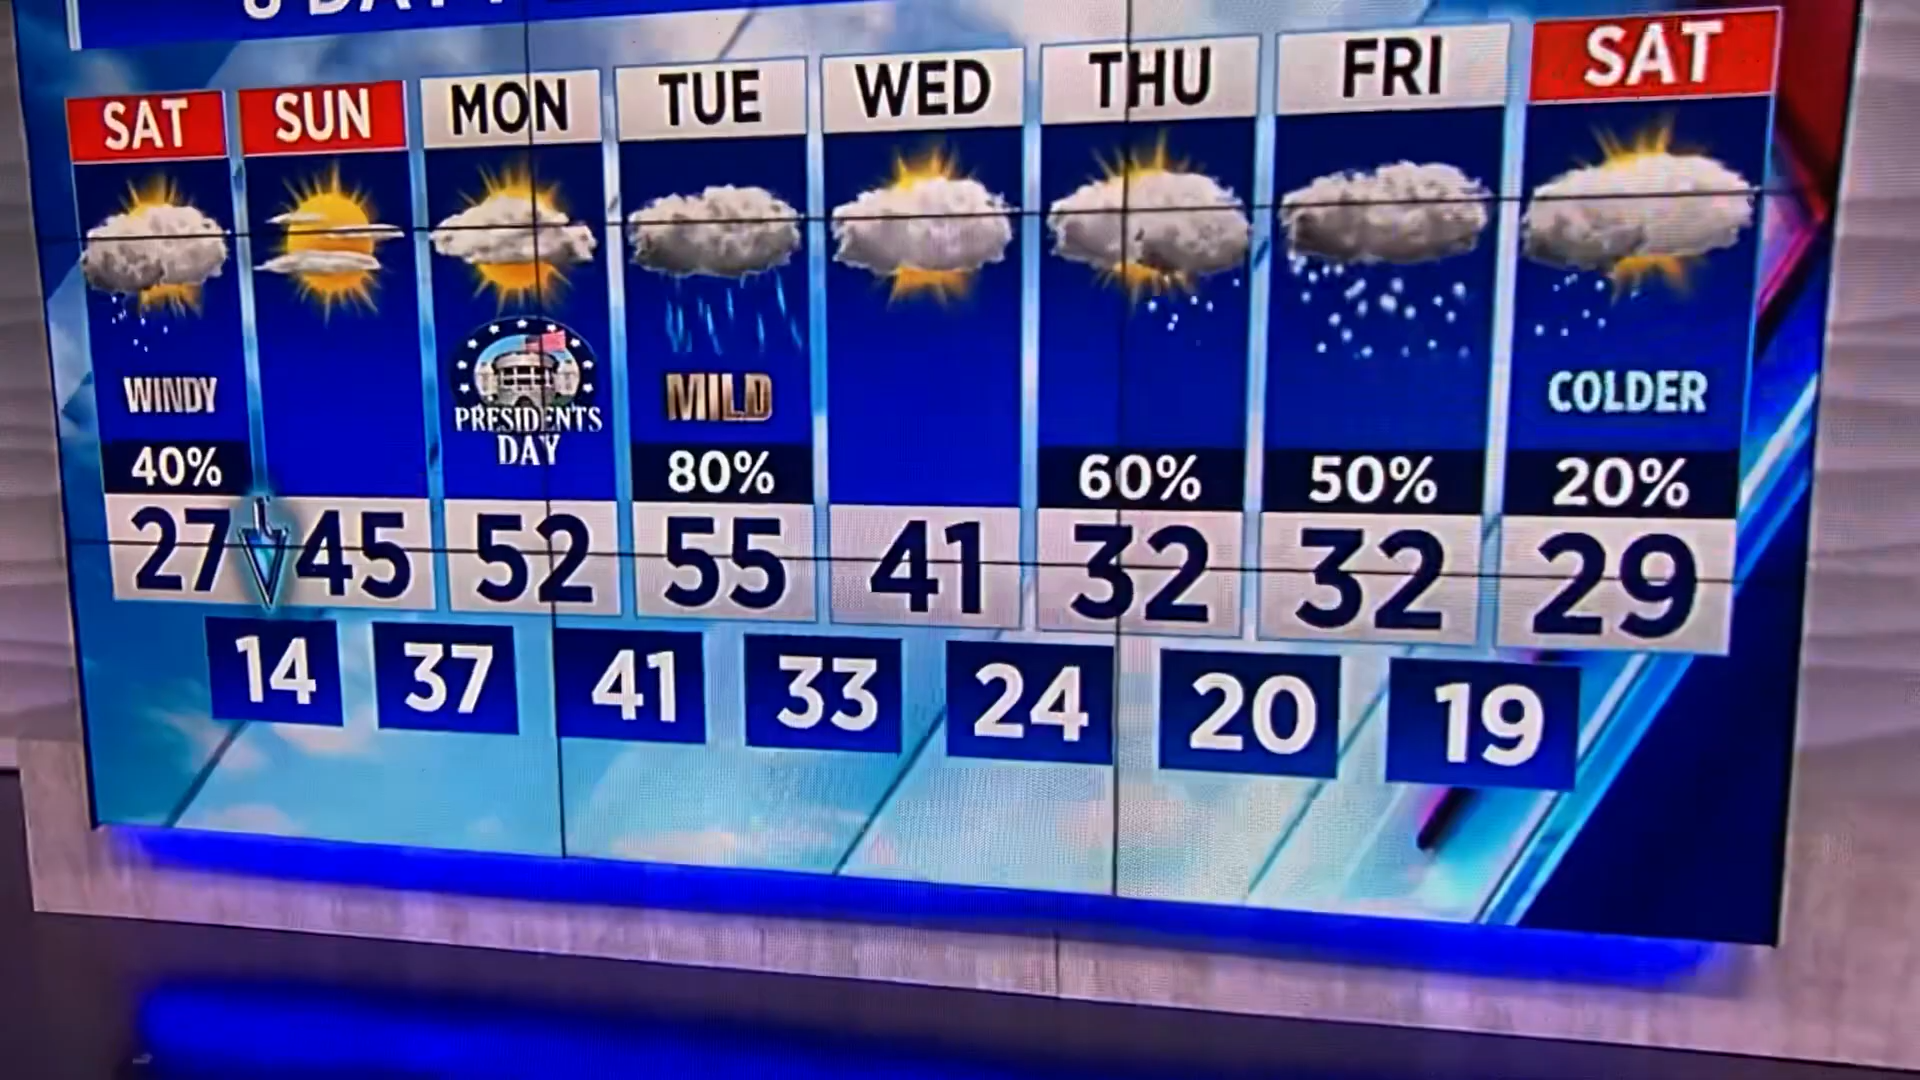 SAT SUN MON TUE WED THU FRI SAT
WINDY MILD COLDER
PRESIDENTS
DAY
40% 80% 60% 50% 20%
27 45 52 55 41 32 32 29
14 37 41 33 24 20 19